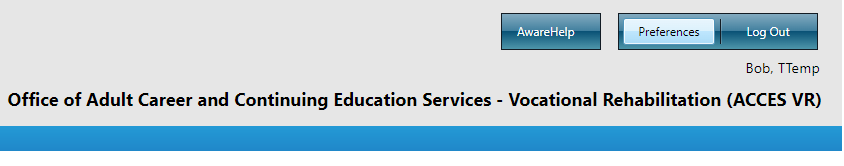 AwareHelp Preferences Log Out
Bob, TTemp
Office of Adult Career and Continuing Education Services - Vocational Rehabilitation (ACCES VR)